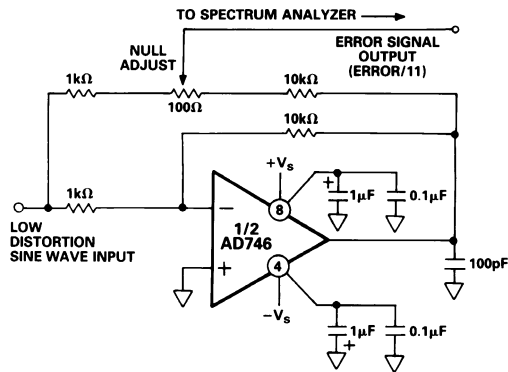 TO SPECTRUM ANALYZER
NULL
ADJUST
ERROR SIGNAL
OUTPUT
(ERROR/11)
1kΩ
100Ω
10kΩ
10kΩ
1kΩ
+Vs
8
+
1μF
0.1μF
LOW
DISTORTION
SINE WAVE INPUT
−
1/2
AD746
+
4
100pF
−Vs
1μF
+
0.1μF